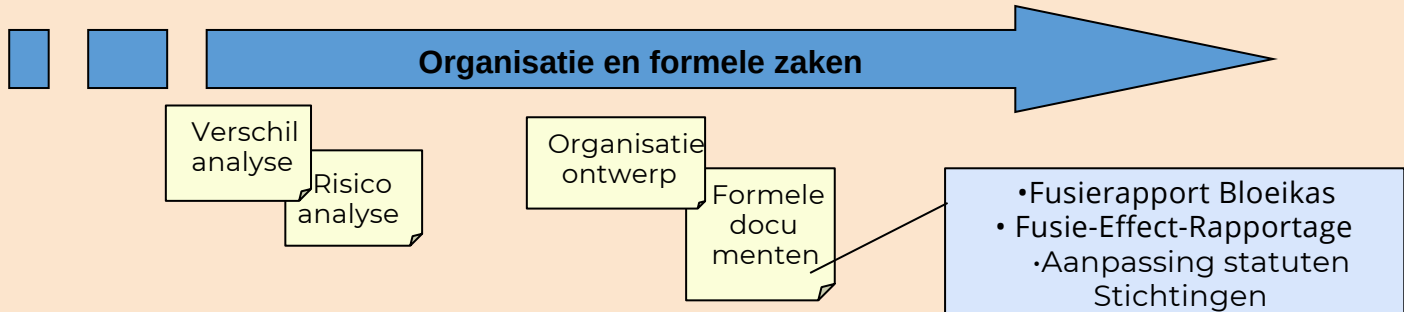 Organisatie en formele zaken
Verschil
analyse
Risico
analyse
Organisatie
ontwerp
Formele
docu
menten
•Fusierapport Bloeikas
• Fusie-Effect-Rapportage
•Aanpassing statuten
Stichtingen